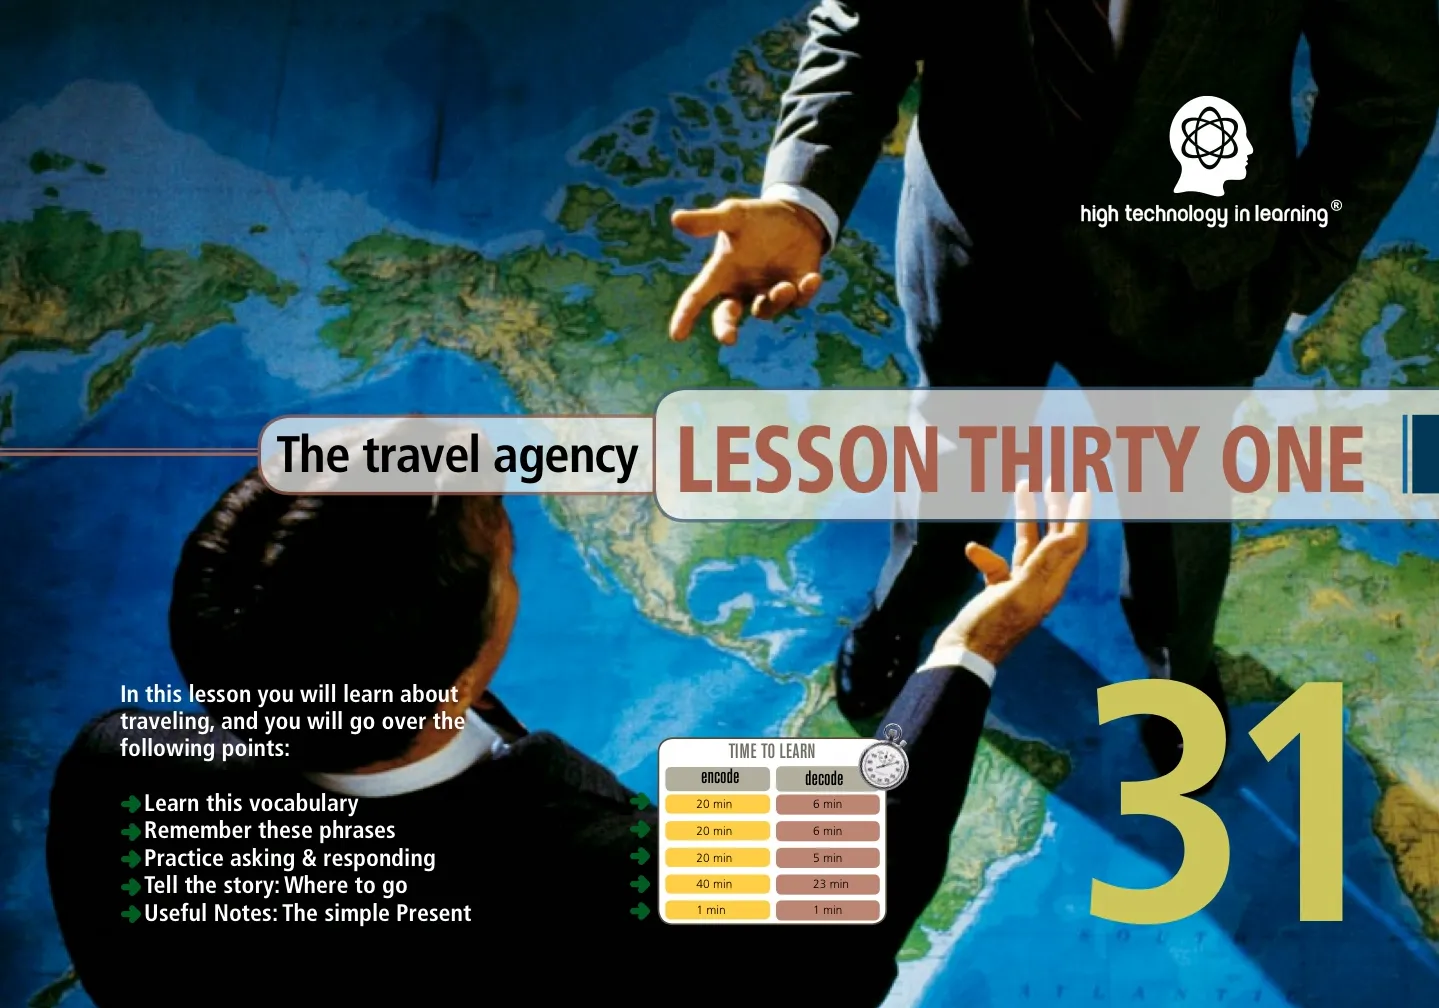 high technology in learning®
The travel agency
LESSON THIRTY ONE
In this lesson you will learn about
traveling, and you will go over the
following points:
Learn this vocabulary
Remember these phrases
Practice asking & responding
Tell the story: Where to go
Useful Notes: The simple Present
TIME TO LEARN
encode decode
20 min 6 min
20 min 6 min
20 min 5 min
40 min 23 min
1 min 1 min
31